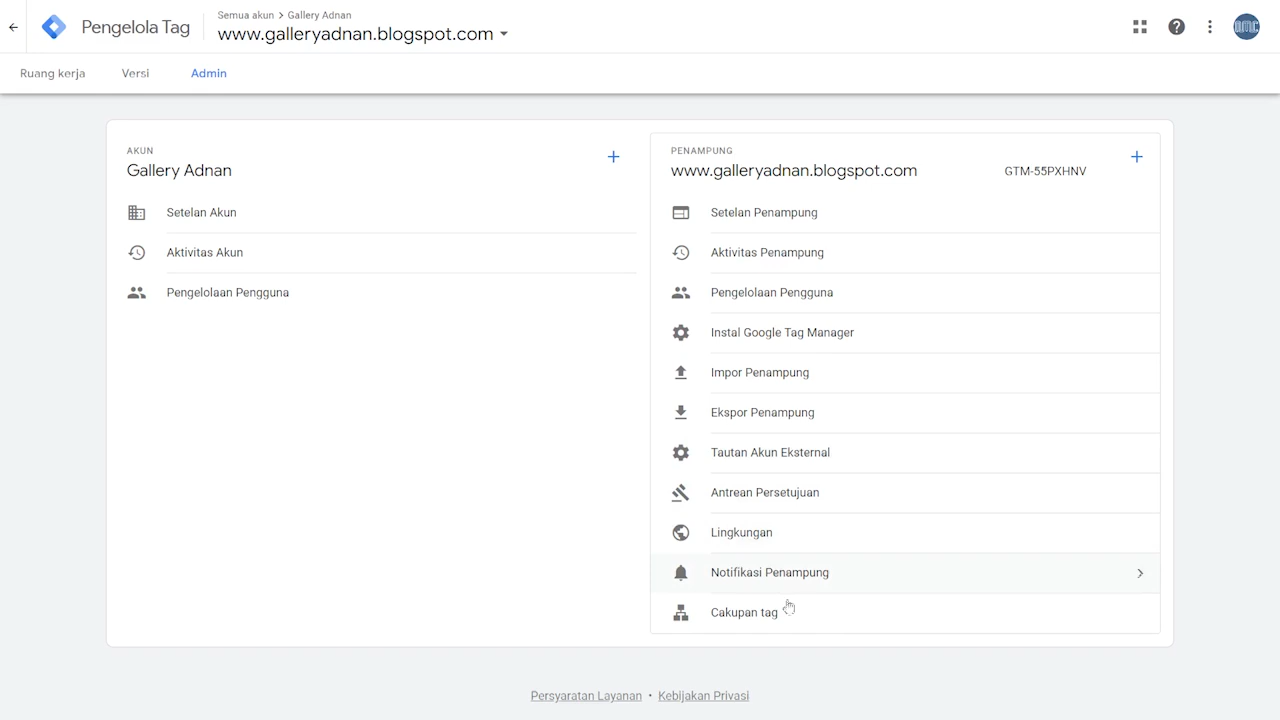 Pengelola Tag
Semua akun > Gallery Adnan
www.galleryadnan.blogspot.com
Ruang kerja
Versi
Admin
AKUN
Gallery Adnan
Setelan Akun
Aktivitas Akun
Pengelolaan Pengguna
PENAMPUNG
www.galleryadnan.blogspot.com
GTM-55PXHNV
Setelan Penampung
Aktivitas Penampung
Pengelolaan Pengguna
Instal Google Tag Manager
Impor Penampung
Ekspor Penampung
Tautan Akun Eksternal
Antrean Persetujuan
Lingkungan
Notifikasi Penampung
Cakupan tag
Persyaratan Layanan • Kebijakan Privasi